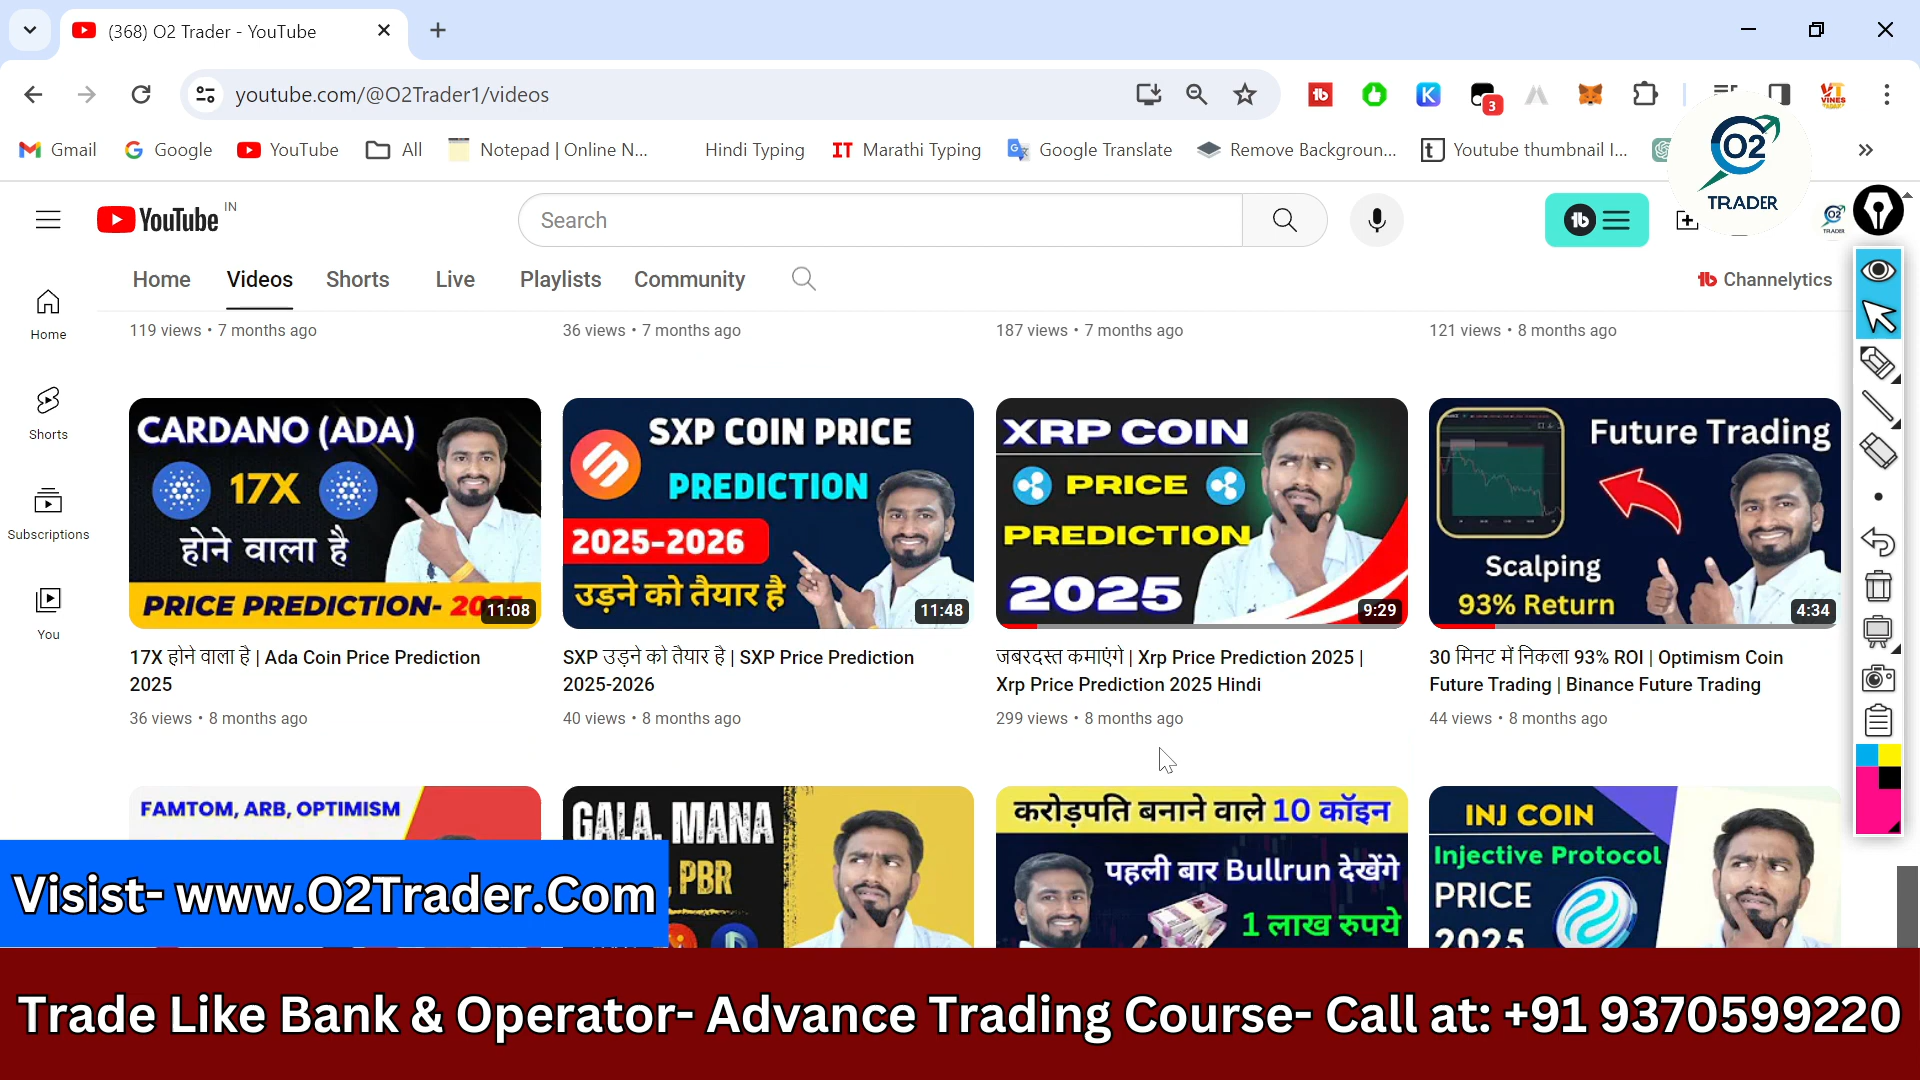 (368) O2 Trader - YouTube
youtube.com/@O2Trader1/videos
3
Gmail
Google
YouTube
All
Notepad | Online N...
Hindi Typing
IT Marathi Typing
Google Translate
Remove Backgroun...
Youtube thumbnail I...
O2
TRADER
YouTube IN
Search
Home
Videos
Shorts
Live
Playlists
Community
Channelytics
Home
Shorts
Subscriptions
You
119 views • 7 months ago
36 views • 7 months ago
187 views • 7 months ago
121 views • 8 months ago
CARDANO (ADA)
17X
होने वाला है
PRICE PREDICTION-
11:08
SXP COIN PRICE
PREDICTION
2025-2026
उड़ने को तैयार है
11:48
XRP COIN
PRICE
PREDICTION
2025
9:29
Future Trading
Scalping
93% Return
4:34
17X होने वाला है | Ada Coin Price Prediction
2025
36 views • 8 months ago
SXP उड़ने को तैयार है | SXP Price Prediction
2025-2026
40 views • 8 months ago
जबरदस्त कमाएंगे | Xrp Price Prediction 2025 |
Xrp Price Prediction 2025 Hindi
299 views • 8 months ago
30 मिनट में निकला 93% ROI | Optimism Coin
Future Trading | Binance Future Trading
44 views • 8 months ago
FAMTOM, ARB, OPTIMISM
GALA, MANA
PBR
करोड़पति बनाने वाले 10 कॉइन
पहली बार Bullrun देखेंगे
1 लाख रुपये
INJ COIN
Injective Protocol
PRICE
2025
Visist- www.O2Trader.Com
Trade Like Bank & Operator- Advance Trading Course- Call at: +91 9370599220